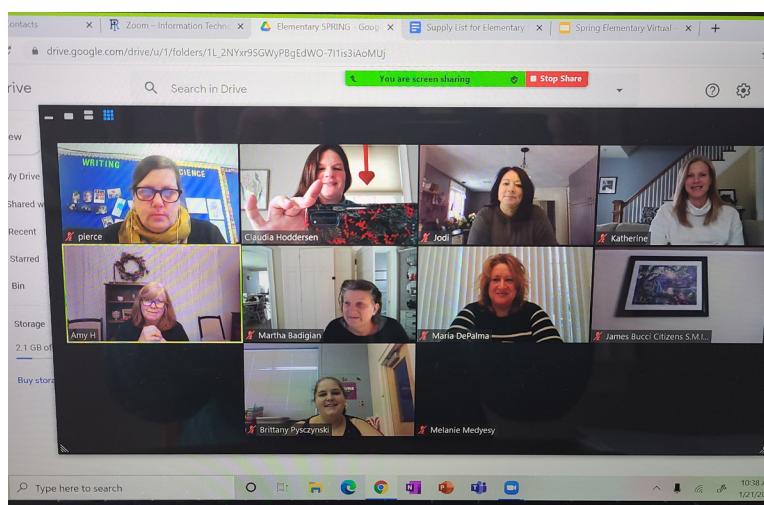 ontacts
Zoom – Information Techno
Elementary SPRING - Goog
Supply List for Elementary
Spring Elementary Virtual –
drive.google.com/drive/u/1/folders/1L_2NYxr9SGWyPBgEdWO-7I1is3iAoMUj
You are screen sharing
Stop Share
rive
Search in Drive
ew
My Drive
Shared w
Recent
Starred
Bin
Storage
2.1 GB of
Buy stora
WRITING
SCIENCE
pierce
Claudia Hoddersen
Jodi
Katherine
Amy H
Martha Badigian
Maria DePalma
James Bucci Citizens S.M.I...
Brittany Pysczynski
Melanie Medyesy
Type here to search
10:38
1/21/20